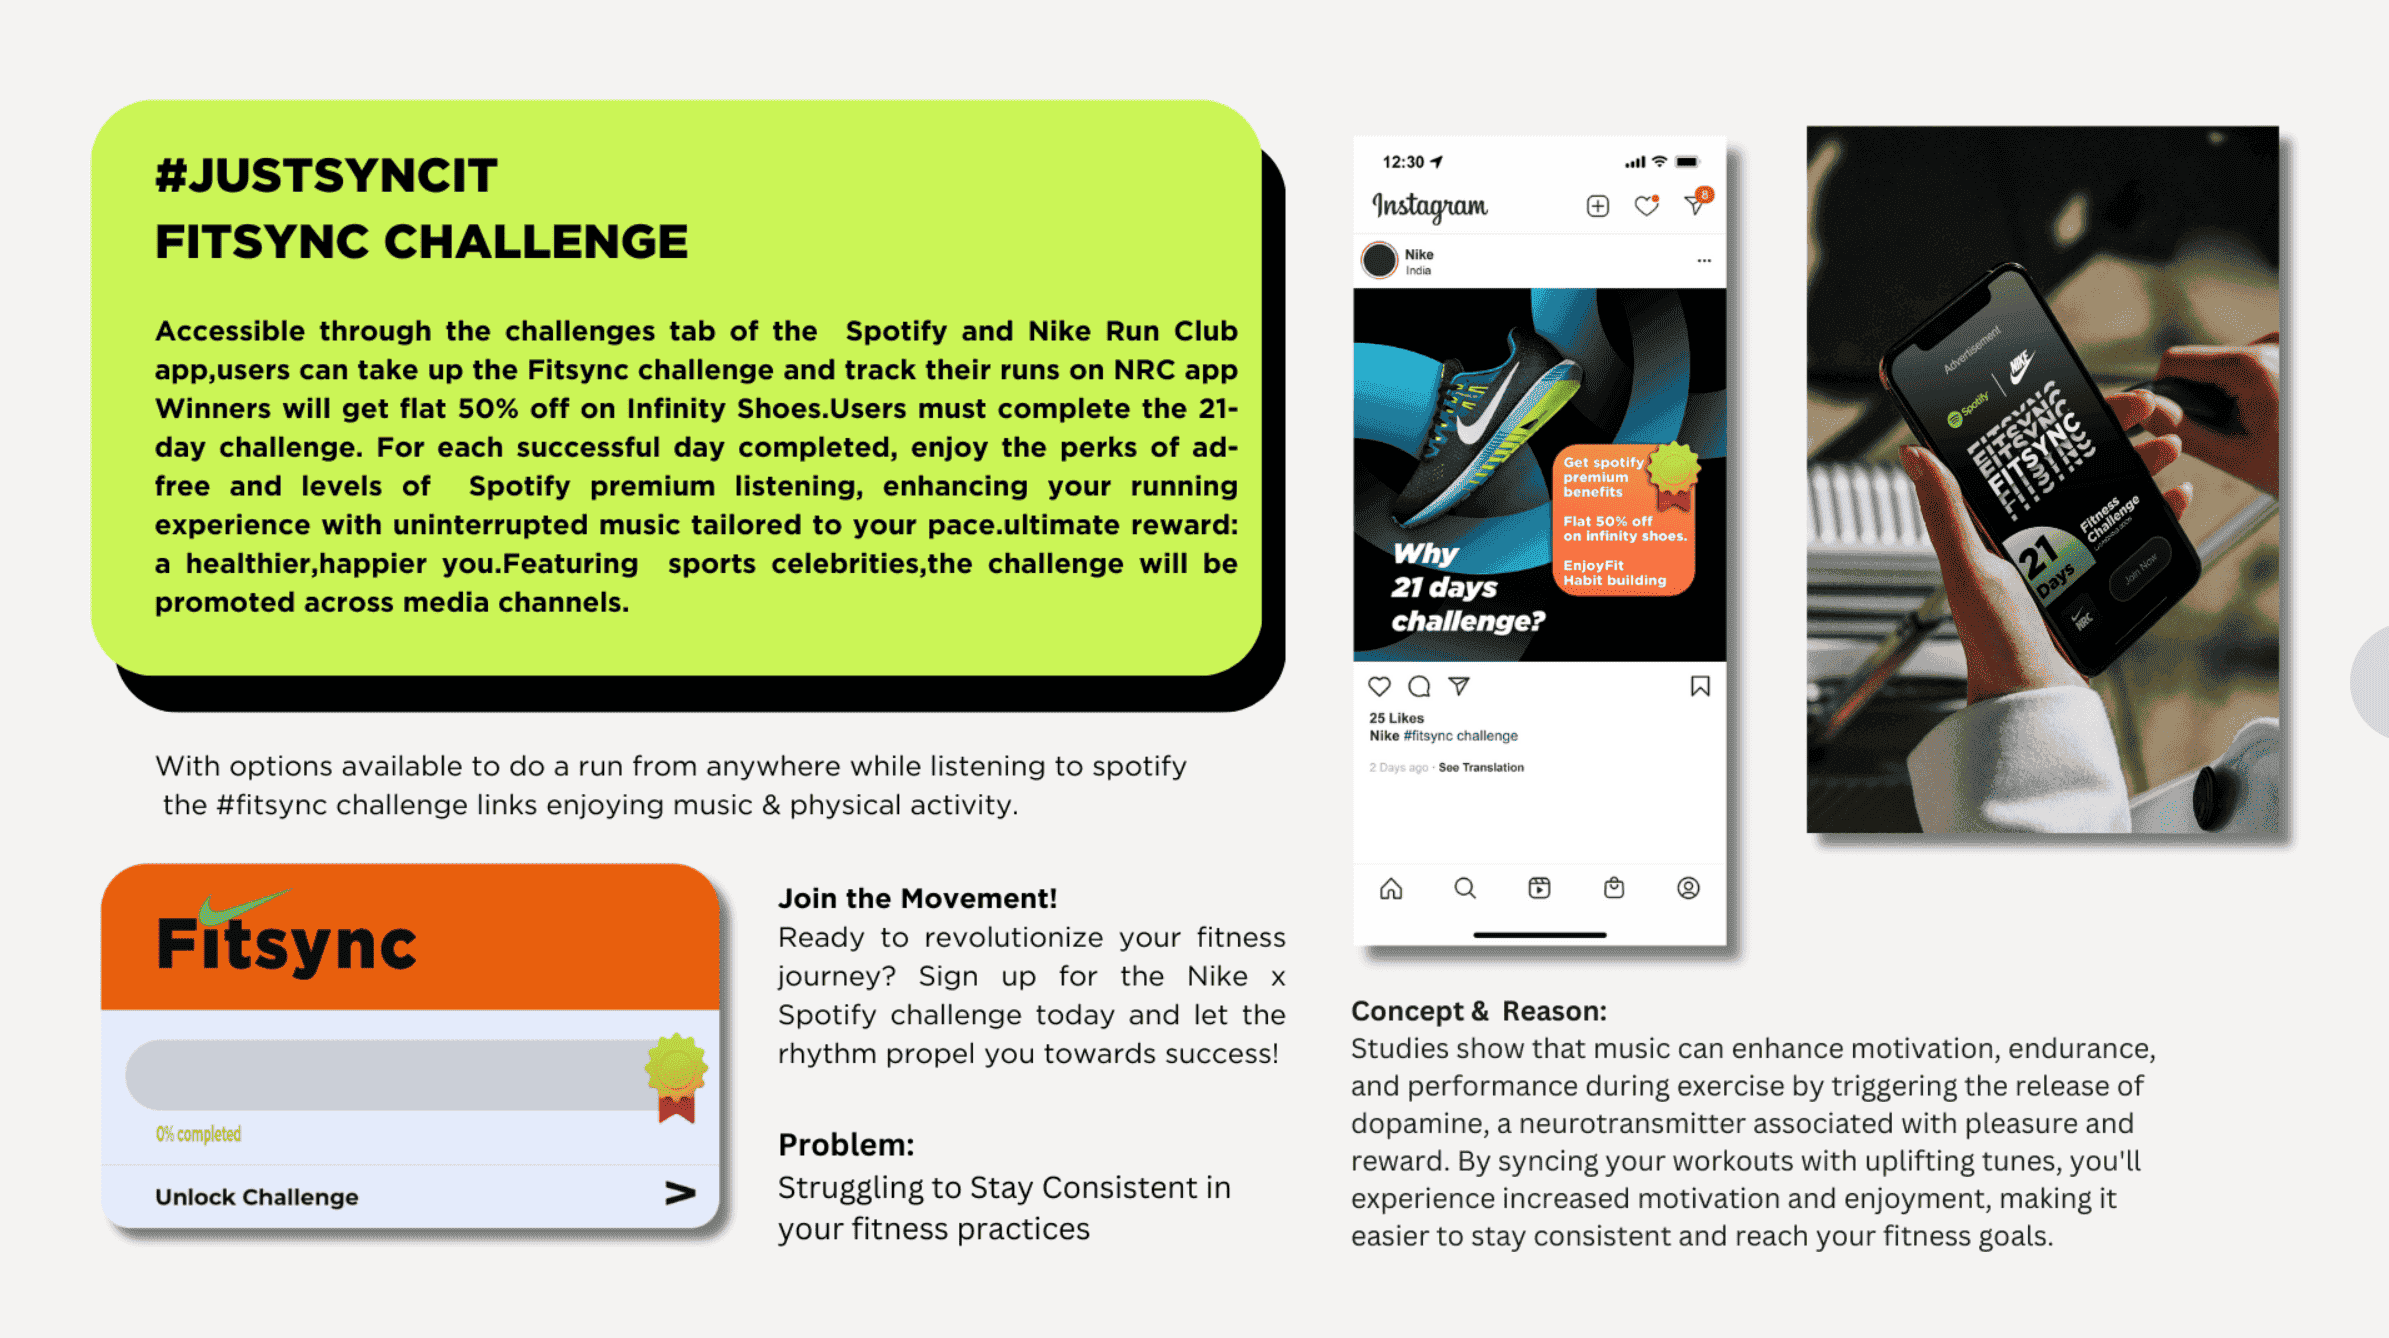 #JUSTSYNCIT
FITSYNC CHALLENGE
Accessible through the challenges tab of the Spotify and Nike Run Club
app,users can take up the Fitsync challenge and track their runs on NRC app
Winners will get flat 50% off on Infinity Shoes.Users must complete the 21-
day challenge. For each successful day completed, enjoy the perks of ad-
free and levels of Spotify premium listening, enhancing your running
experience with uninterrupted music tailored to your pace.ultimate reward:
a healthier,happier you.Featuring sports celebrities,the challenge will be
promoted across media channels.
With options available to do a run from anywhere while listening to spotify
the #fitsync challenge links enjoying music & physical activity.
Fitsync
0% completed
Unlock Challenge
>
Join the Movement!
Ready to revolutionize your fitness
journey? Sign up for the Nike x
Spotify challenge today and let the
rhythm propel you towards success!
Problem:
Struggling to Stay Consistent in
your fitness practices
12:30
Instagram
8
Nike
India
Get spotify
premium
benefits
Flat 50% off
on infinity shoes.
EnjoyFit
Habit building
Why
21 days
challenge?
25 Likes
Nike #fitsync challenge
2 Days ago · See Translation
Advertisement
Spotify
NIKE
FITSYNC
FITSYNC
FITSYNC
FITSYNC
21
Days
Fitness
Challenge
Join Now
NRC
Concept & Reason:
Studies show that music can enhance motivation, endurance,
and performance during exercise by triggering the release of
dopamine, a neurotransmitter associated with pleasure and
reward. By syncing your workouts with uplifting tunes, you'll
experience increased motivation and enjoyment, making it
easier to stay consistent and reach your fitness goals.